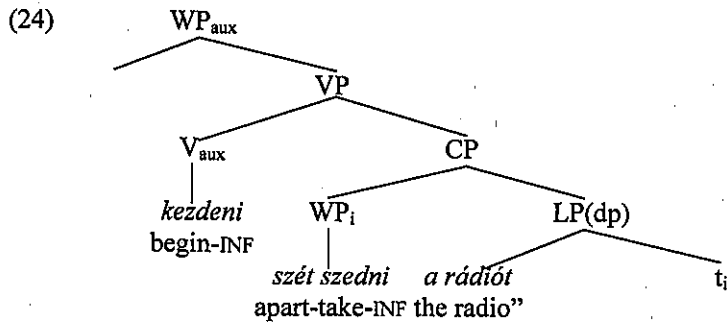 (24) WPaux
VP
Vaux CP
kezdeni WPi LP(dp)
begin-INF
szét szedni a rádiót ti
apart-take-INF the radio”